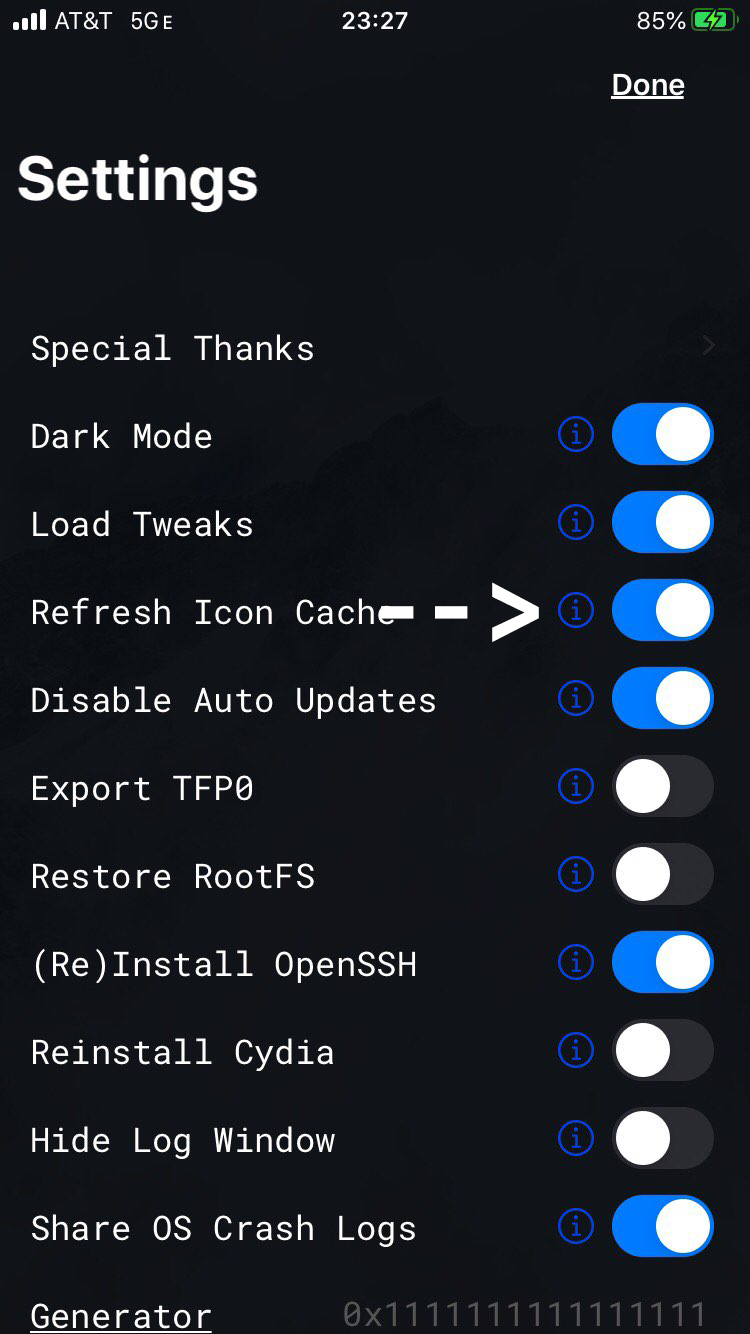 AT&T 5GE 23:27 85%
Done
Settings
Special Thanks
Dark Mode
Load Tweaks
Refresh Icon Cache -->
Disable Auto Updates
Export TFP0
Restore RootFS
(Re)Install OpenSSH
Reinstall Cydia
Hide Log Window
Share OS Crash Logs
Generator 0x1111111111111111